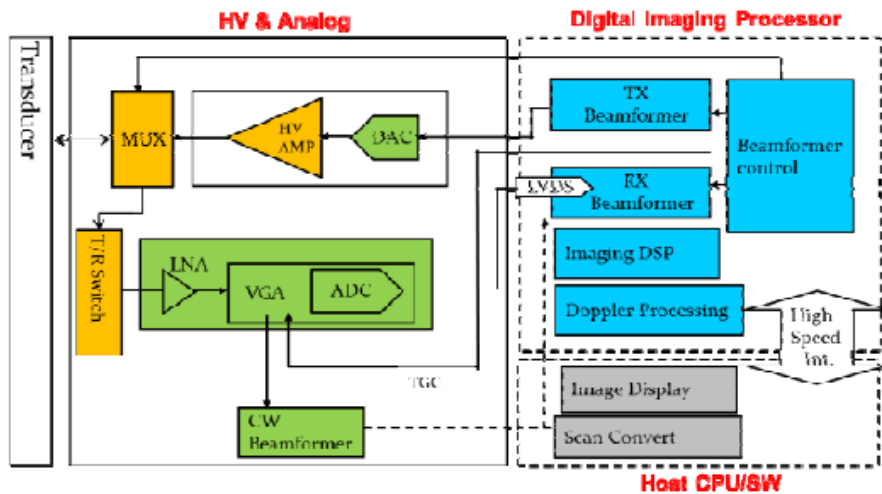 HV & Analog
Digital Imaging Processor
Transducer
MUX
HV
AMP
DAC
TX
Beamformer
Beamformer
control
LVDS
RX
Beamformer
T/R Switch
LNA
VGA
ADC
Imaging DSP
Doppler Processing
High
Speed
Int.
TGC
Image Display
CW
Beamformer
Scan Convert
Host CPU/SW